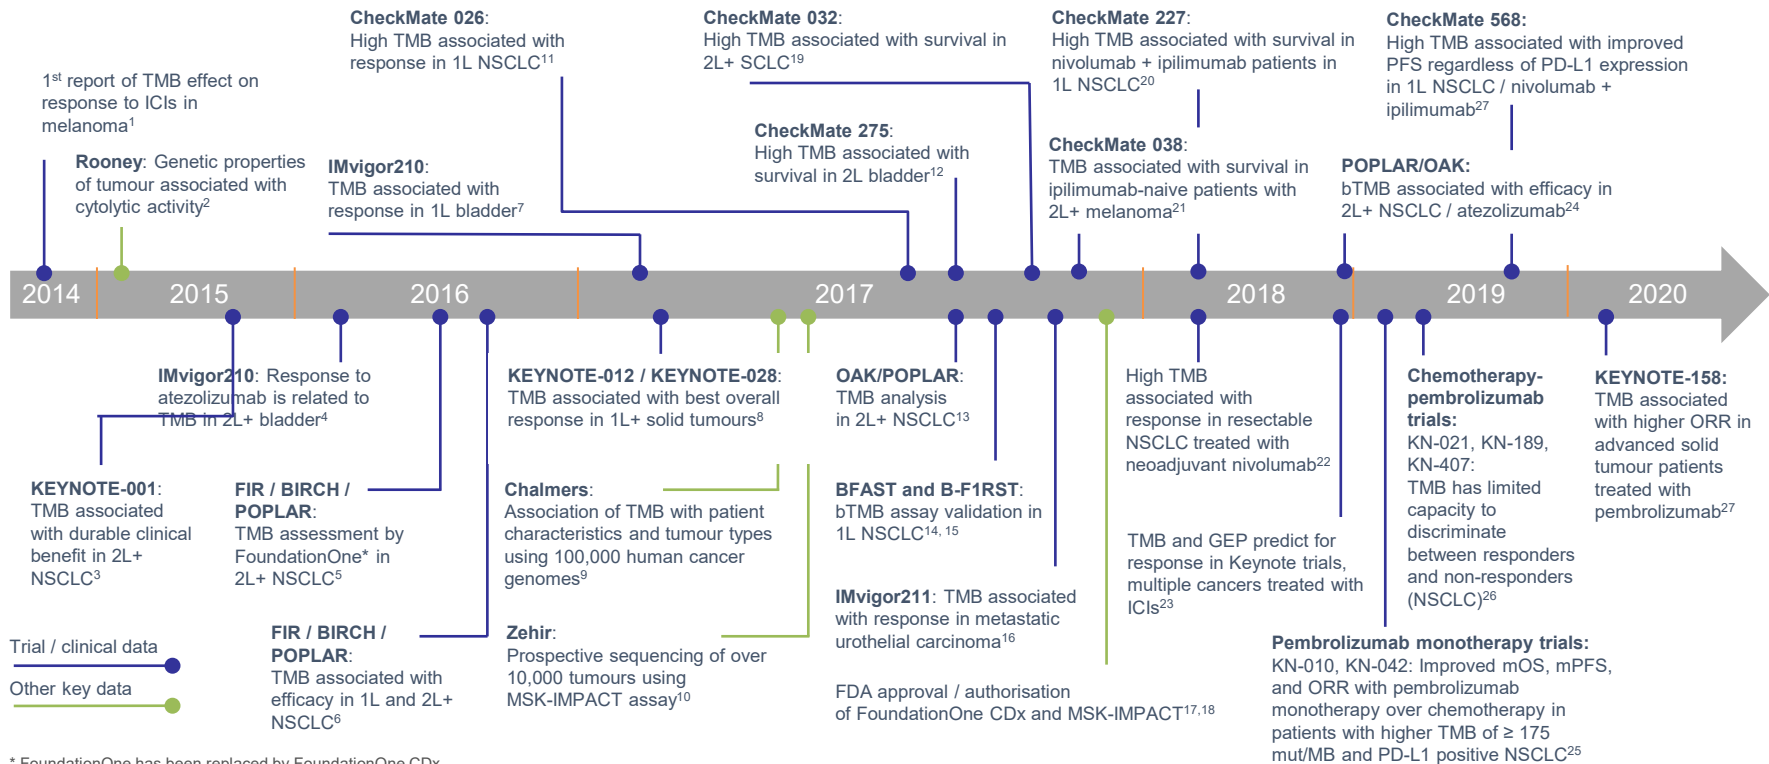 CheckMate 026:
High TMB associated with
response in 1L NSCLC11
CheckMate 032:
High TMB associated with survival in
2L+ SCLC19
CheckMate 227:
High TMB associated with survival in
nivolumab + ipilimumab patients in
1L NSCLC20
CheckMate 568:
High TMB associated with improved
PFS regardless of PD-L1 expression
in 1L NSCLC / nivolumab +
ipilimumab27
1st report of TMB effect on
response to ICIs in
melanoma1
Rooney: Genetic properties
of tumour associated with
cytolytic activity2
IMvigor210:
TMB associated with
response in 1L bladder7
CheckMate 275:
High TMB associated with
survival in 2L bladder12
CheckMate 038:
TMB associated with survival in
ipilimumab-naive patients with
2L+ melanoma21
POPLAR/OAK:
bTMB associated with efficacy in
2L+ NSCLC / atezolizumab24
2014
2015
2016
2017
2018
2019
2020
IMvigor210: Response to
atezolizumab is related to
TMB in 2L+ bladder4
KEYNOTE-012 / KEYNOTE-028:
TMB associated with best overall
response in 1L+ solid tumours8
OAK/POPLAR:
TMB analysis
in 2L+ NSCLC13
High TMB
associated with
response in resectable
NSCLC treated with
neoadjuvant nivolumab22
Chemotherapy-
pembrolizumab
trials:
KN-021, KN-189,
KN-407:
TMB has limited
capacity to
discriminate
between responders
and non-responders
(NSCLC)26
KEYNOTE-158:
TMB associated
with higher ORR in
advanced solid
tumour patients
treated with
pembrolizumab27
KEYNOTE-001:
TMB associated
with durable clinical
benefit in 2L+
NSCLC3
FIR / BIRCH /
POPLAR:
TMB assessment by
FoundationOne* in
2L+ NSCLC5
Chalmers:
Association of TMB with patient
characteristics and tumour types
using 100,000 human cancer
genomes9
BFAST and B-F1RST:
bTMB assay validation in
1L NSCLC14, 15
TMB and GEP predict for
response in Keynote trials,
multiple cancers treated with
ICIs23
IMvigor211: TMB associated
with response in metastatic
urothelial carcinoma16
Trial / clinical data
Other key data
FIR / BIRCH /
POPLAR:
TMB associated with
efficacy in 1L and 2L+
NSCLC6
Zehir:
Prospective sequencing of over
10,000 tumours using
MSK-IMPACT assay10
FDA approval / authorisation
of FoundationOne CDx and MSK-IMPACT17,18
Pembrolizumab monotherapy trials:
KN-010, KN-042: Improved mOS, mPFS,
and ORR with pembrolizumab
monotherapy over chemotherapy in
patients with higher TMB of ≥ 175
mut/MB and PD-L1 positive NSCLC25
* FoundationOne has been replaced by FoundationOne CDx